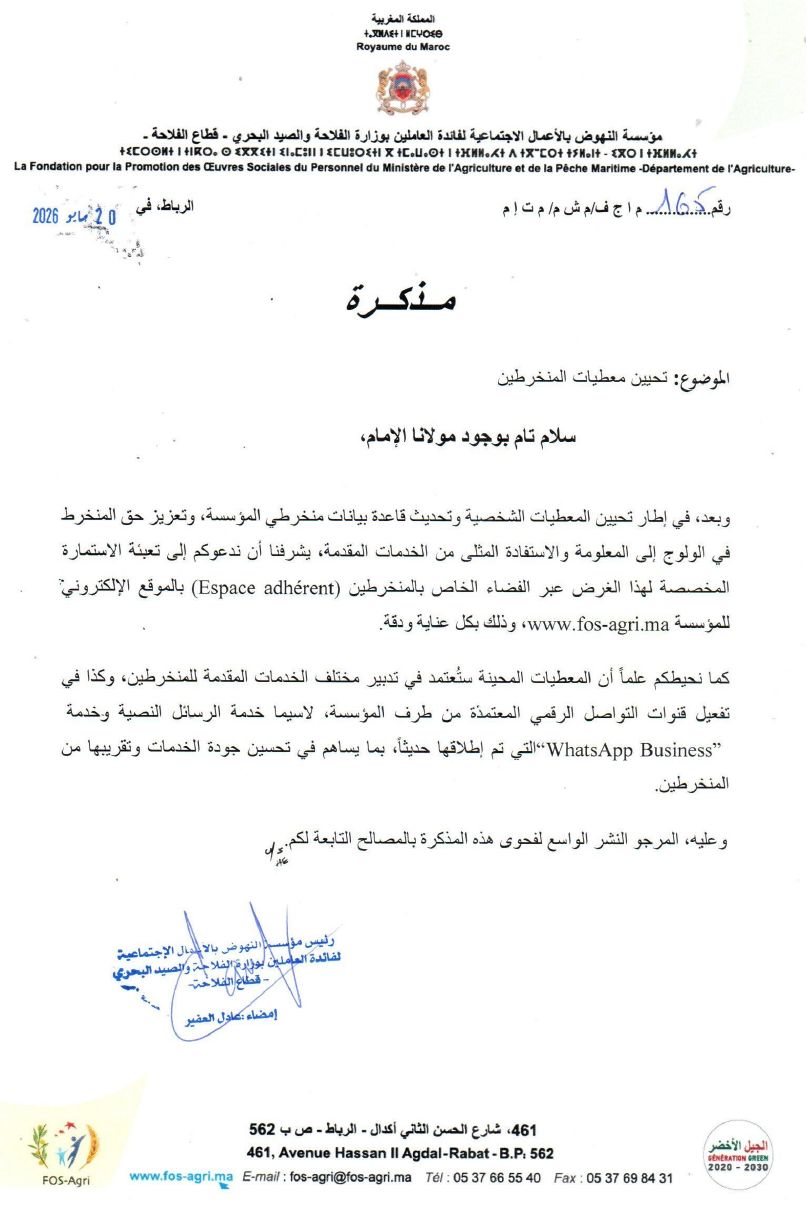 المملكة المغربية
ⵜⴰⴳⵍⴷⵉⵜ ⵏ ⵍⵎⵖⵔⵉⴱ
Royaume du Maroc
مؤسسة النهوض بالأعمال الاجتماعية لفائدة العاملين بوزارة الفلاحة والصيد البحري - قطاع الفلاحة -
La Fondation pour la Promotion des Œuvres Sociales du Personnel du Ministère de l'Agriculture et de la Pêche Maritime -Département de l'Agriculture-
رقم 165 م ا ج ف/م ش م/ م ت إ م
الرباط، في 20 مايو 2026
مـذكـرة
الموضوع: تحيين معطيات المنخرطين
سلام تام بوجود مولانا الإمام،
وبعد، في إطار تحيين المعطيات الشخصية وتحديث قاعدة بيانات منخرطي المؤسسة، وتعزيز حق المنخرط
في الولوج إلى المعلومة والاستفادة المثلى من الخدمات المقدمة، يشرفنا أن ندعوكم إلى تعبئة الاستمارة
المخصصة لهذا الغرض عبر الفضاء الخاص بالمنخرطين (Espace adhérent) بالموقع الإلكتروني
للمؤسسة www.fos-agri.ma، وذلك بكل عناية ودقة.
كما نحيطكم علماً أن المعطيات المحينة ستُعتمد في تدبير مختلف الخدمات المقدمة للمنخرطين، وكذا في
تفعيل قنوات التواصل الرقمي المعتمدة من طرف المؤسسة، لاسيما خدمة الرسائل النصية وخدمة
"WhatsApp Business" التي تم إطلاقها حديثاً، بما يساهم في تحسين جودة الخدمات وتقريبها من
المنخرطين.
وعليه، المرجو النشر الواسع لفحوى هذه المذكرة بالمصالح التابعة لكم.
رئيس مؤسسة النهوض بالأعمال الإجتماعية
لفائدة العاملين بوزارة الفلاحة والصيد البحري
- قطاع الفلاحة-
إمضاء :عادل العفير
461، شارع الحسن الثاني أكدال - الرباط - ص ب 562
461, Avenue Hassan II Agdal-Rabat - B.P: 562
www.fos-agri.ma E-mail : fos-agri@fos-agri.ma Tél : 05 37 66 55 40 Fax : 05 37 69 84 31
FOS-Agri
الجيل الأخضر
GÉNÉRATION GREEN
2020 - 2030